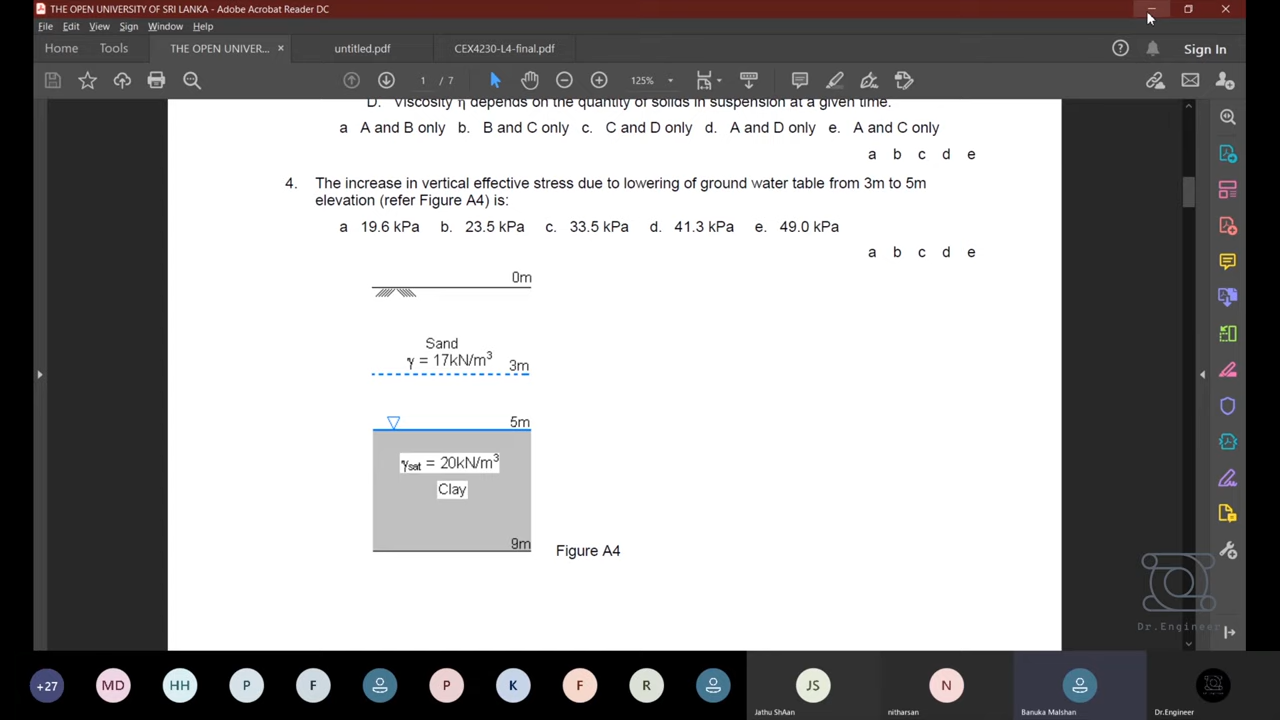 THE OPEN UNIVERSITY OF SRI LANKA - Adobe Acrobat Reader DC
File Edit View Sign Window Help
Home Tools THE OPEN UNIVER... × untitled.pdf CEX4230-L4-final.pdf Sign In
1 / 7 125%
D. Viscosity η depends on the quantity of solids in suspension at a given time.
a A and B only b. B and C only c. C and D only d. A and D only e. A and C only
a b c d e
4. The increase in vertical effective stress due to lowering of ground water table from 3m to 5m
elevation (refer Figure A4) is:
a 19.6 kPa b. 23.5 kPa c. 33.5 kPa d. 41.3 kPa e. 49.0 kPa
a b c d e
0m
Sand
γ = 17kN/m³
3m
5m
γsat = 20kN/m³
Clay
9m
Figure A4
Dr.Engineer
+27 MD HH P F P K F R JS N
Jathu ShAan nitharsan Banuka Malshan Dr.Engineer